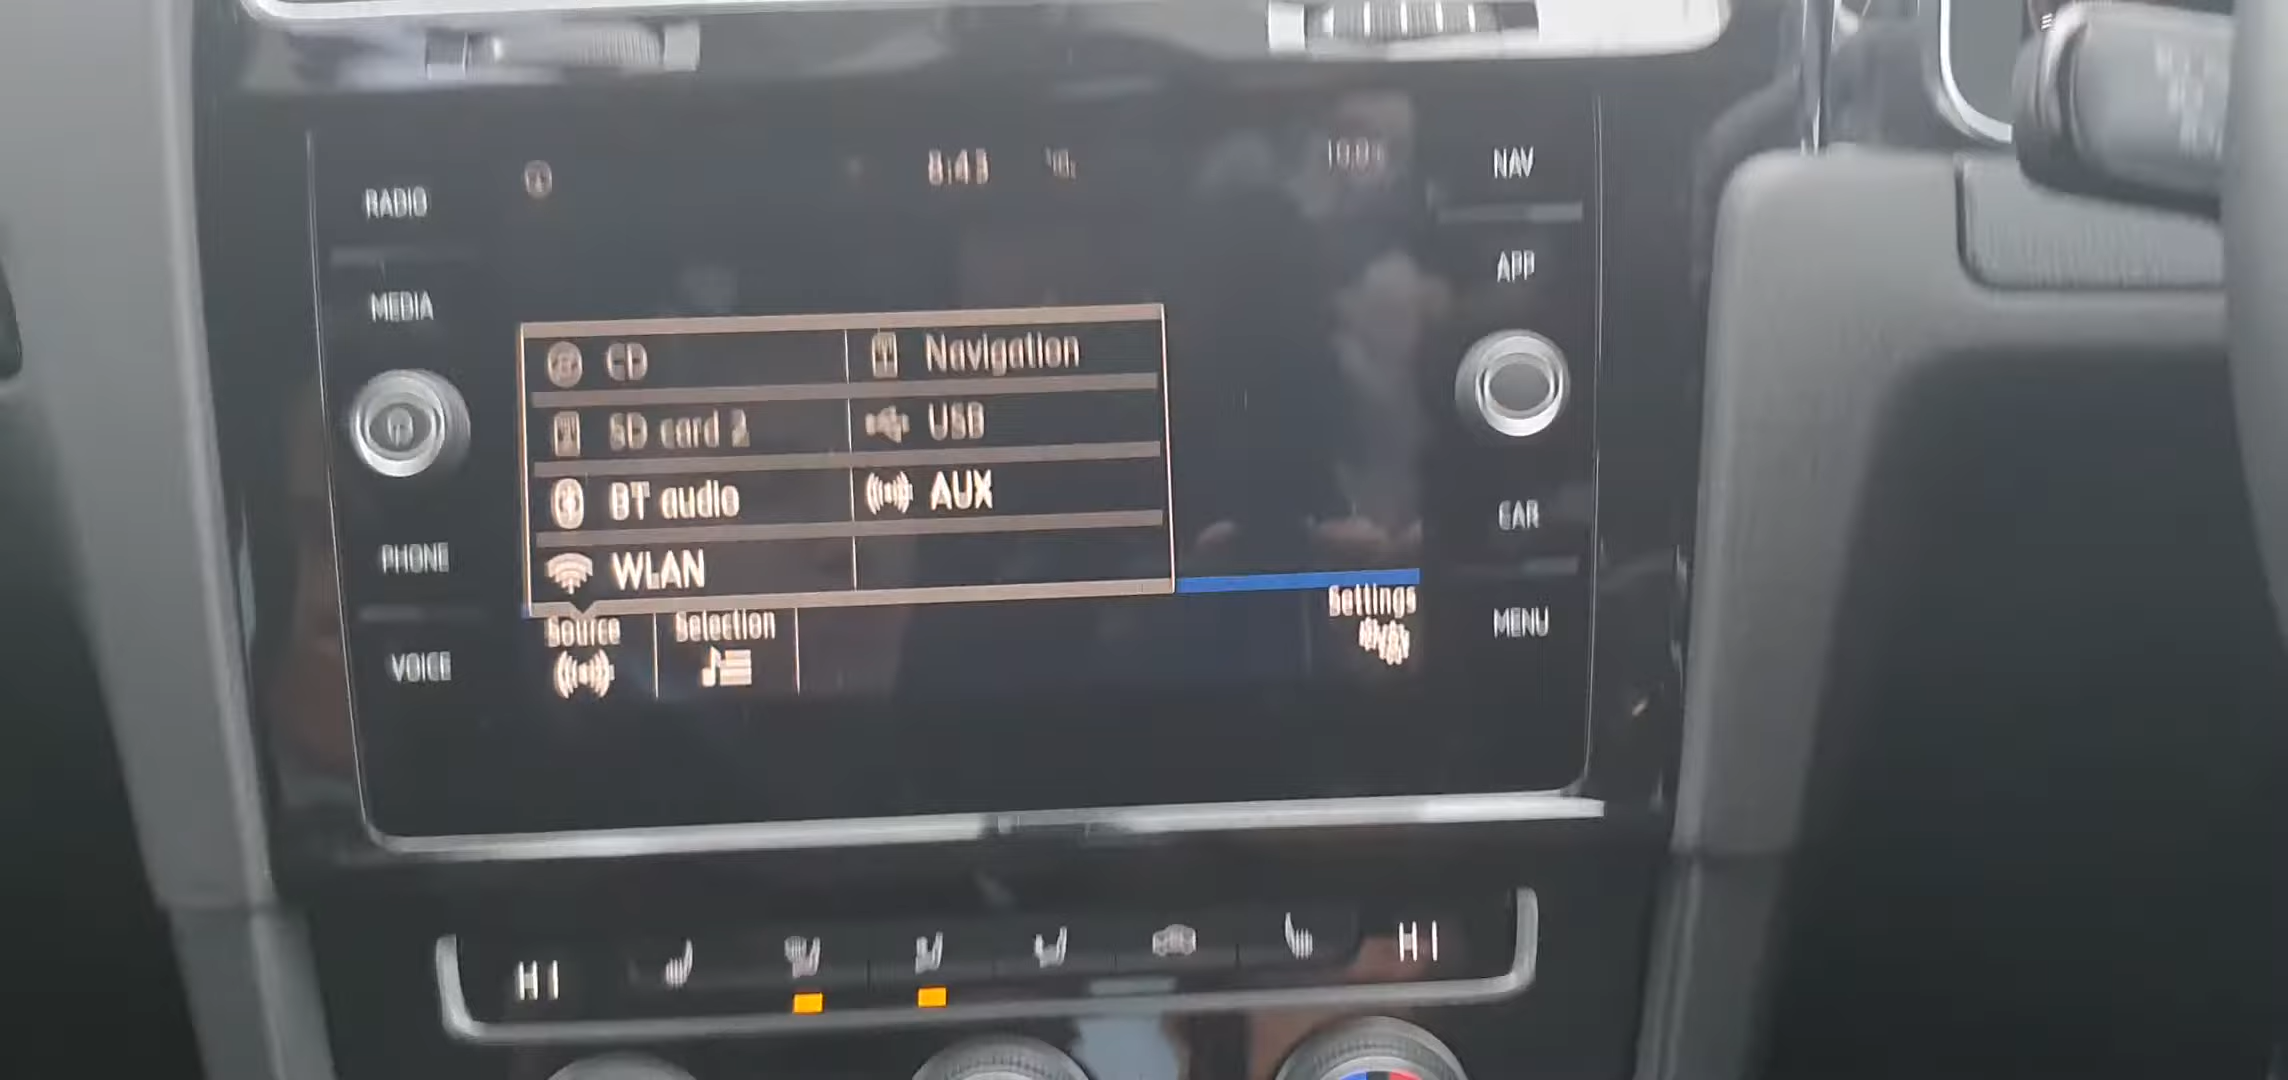 8:43
RADIO
MEDIA
PHONE
VOICE
CD
Navigation
SD card 2
USB
BT audio
AUX
WLAN
Source
Selection
Settings
NAV
APP
CAR
MENU
HI
HI